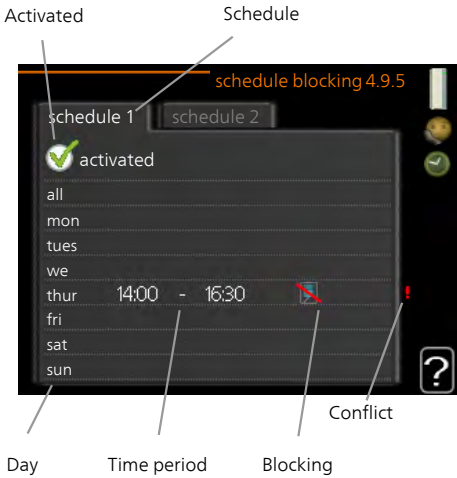 Activated
Schedule
schedule blocking 4.9.5
schedule 1
schedule 2
activated
all
mon
tues
we
thur 14:00 - 16:30 !
fri
sat
sun
?
Conflict
Day
Time period
Blocking